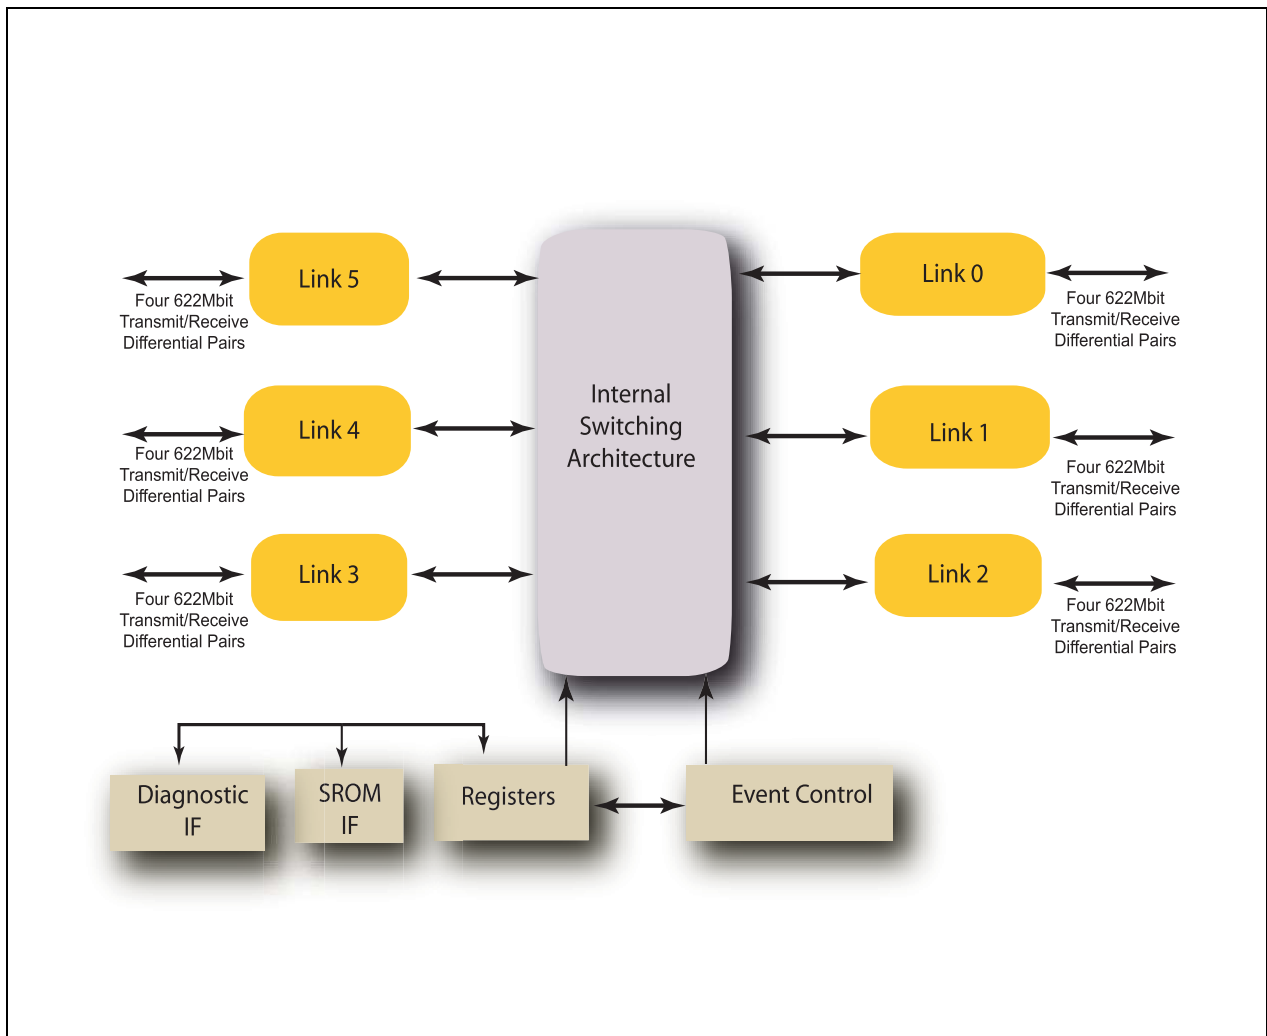 Link 5
Four 622Mbit
Transmit/Receive
Differential Pairs
Link 4
Four 622Mbit
Transmit/Receive
Differential Pairs
Link 3
Four 622Mbit
Transmit/Receive
Differential Pairs
Internal
Switching
Architecture
Link 0
Four 622Mbit
Transmit/Receive
Differential Pairs
Link 1
Four 622Mbit
Transmit/Receive
Differential Pairs
Link 2
Four 622Mbit
Transmit/Receive
Differential Pairs
Diagnostic
IF
SROM
IF
Registers
Event Control